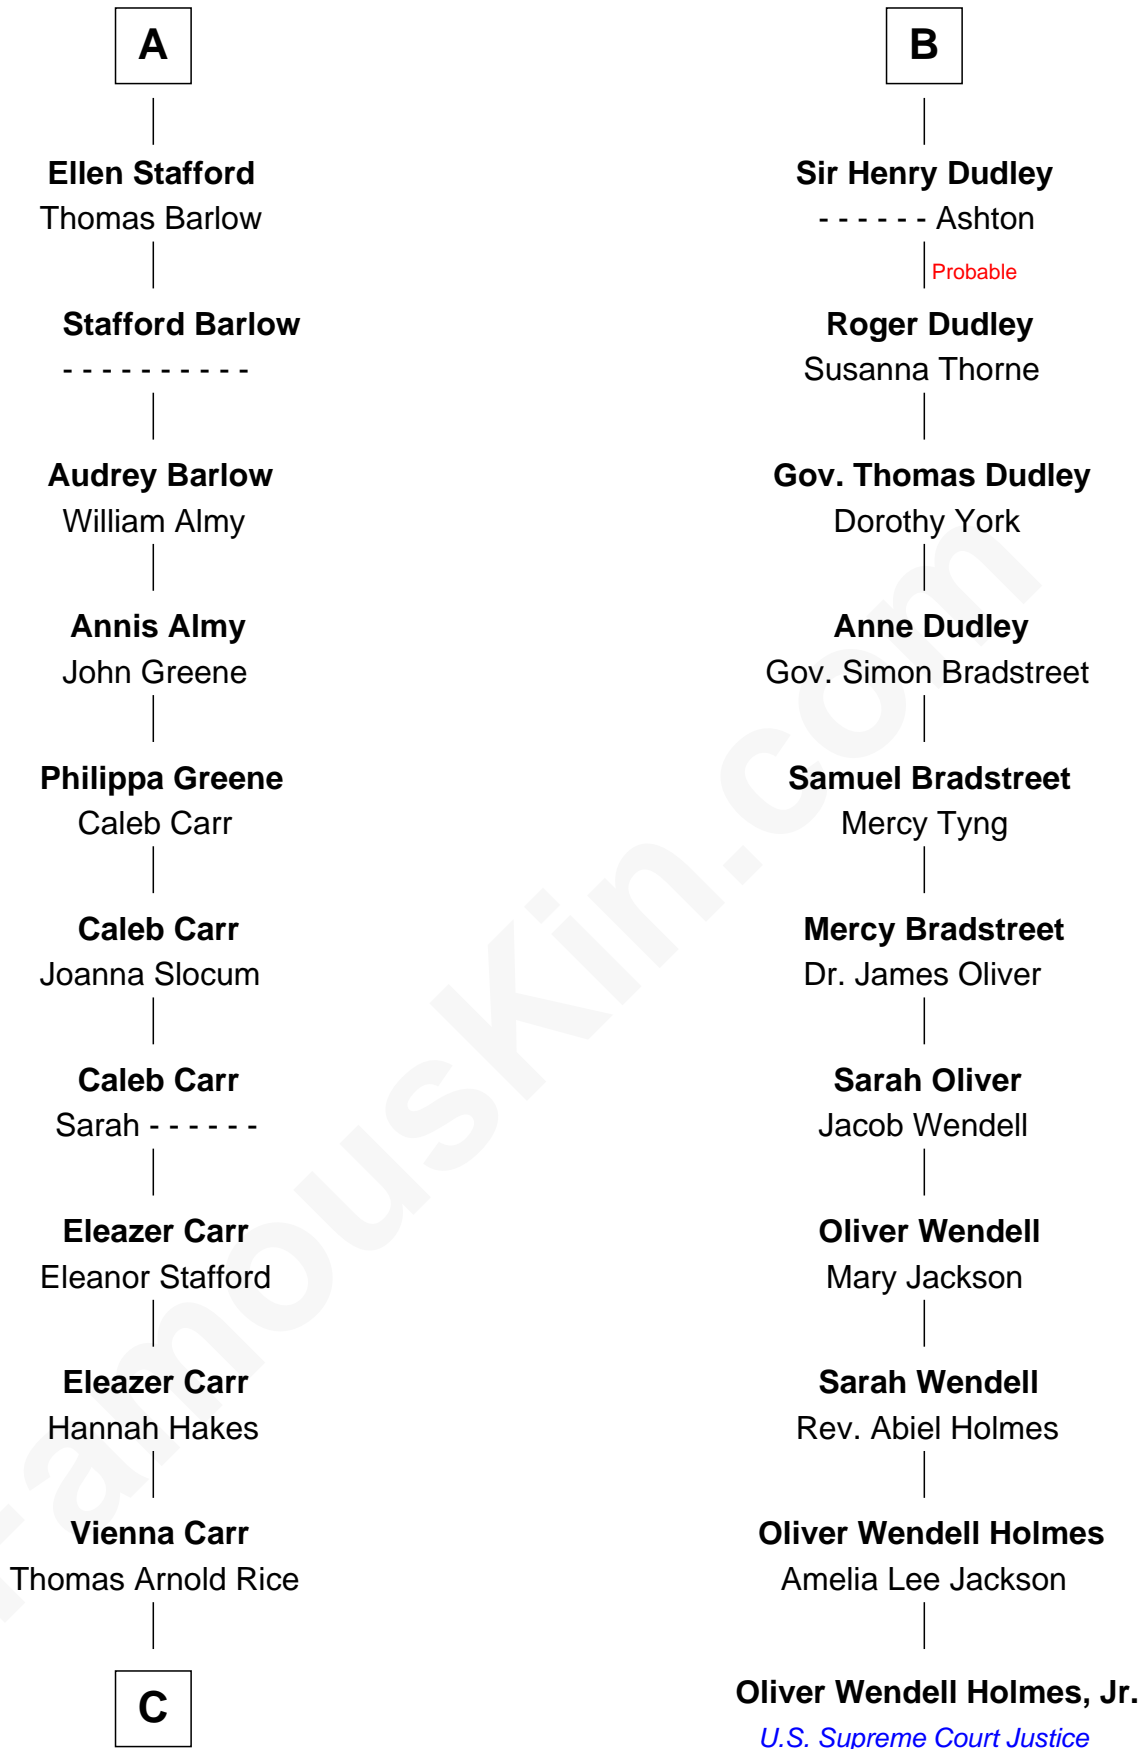 A
Ellen Stafford
Thomas Barlow
Stafford Barlow
- - - - - - - - - -
Audrey Barlow
William Almy
Annis Almy
John Greene
Philippa Greene
Caleb Carr
Caleb Carr
Joanna Slocum
Caleb Carr
Sarah - - - - - -
Eleazer Carr
Eleanor Stafford
Eleazer Carr
Hannah Hakes
Vienna Carr
Thomas Arnold Rice
C
B
Sir Henry Dudley
- - - - - - Ashton
Probable
Roger Dudley
Susanna Thorne
Gov. Thomas Dudley
Dorothy York
Anne Dudley
Gov. Simon Bradstreet
Samuel Bradstreet
Mercy Tyng
Mercy Bradstreet
Dr. James Oliver
Sarah Oliver
Jacob Wendell
Oliver Wendell
Mary Jackson
Sarah Wendell
Rev. Abiel Holmes
Oliver Wendell Holmes
Amelia Lee Jackson
Oliver Wendell Holmes, Jr.
U.S. Supreme Court Justice
FamousKin.com